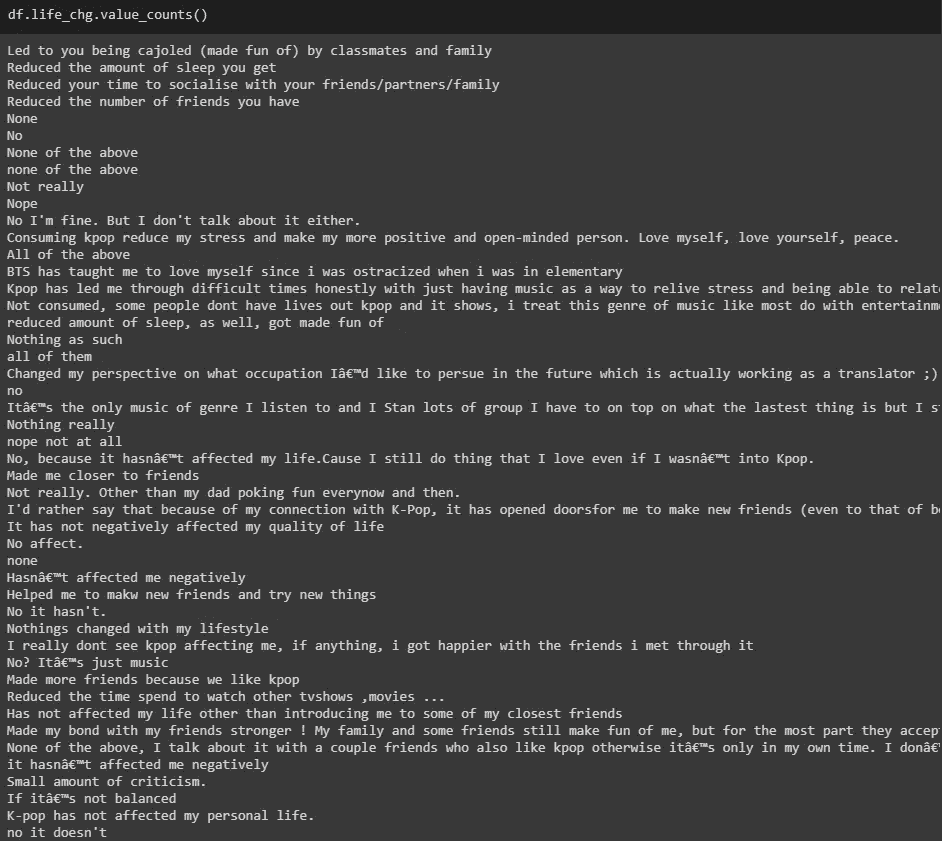 df.life_chg.value_counts()
Led to you being cajoled (made fun of) by classmates and family
Reduced the amount of sleep you get
Reduced your time to socialise with your friends/partners/family
Reduced the number of friends you have
None
No
None of the above
none of the above
Not really
Nope
No I'm fine. But I don't talk about it either.
Consuming kpop reduce my stress and make my more positive and open-minded person. Love myself, love yourself, peace.
All of the above
BTS has taught me to love myself since i was ostracized when i was in elementary
Kpop has led me through difficult times honestly with just having music as a way to relive stress and being able to relat
Not consumed, some people dont have lives out kpop and it shows, i treat this genre of music like most do with entertainm
reduced amount of sleep, as well, got made fun of
Nothing as such
all of them
Changed my perspective on what occupation Iâ€™d like to persue in the future which is actually working as a translator ;)
no
Itâ€™s the only music of genre I listen to and I Stan lots of group I have to on top on what the lastest thing is but I s
Nothing really
nope not at all
No, because it hasnâ€™t affected my life.Cause I still do thing that I love even if I wasnâ€™t into Kpop.
Made me closer to friends
Not really. Other than my dad poking fun everynow and then.
I'd rather say that because of my connection with K-Pop, it has opened doorsfor me to make new friends (even to that of b
It has not negatively affected my quality of life
No affect.
none
Hasnâ€™t affected me negatively
Helped me to makw new friends and try new things
No it hasn't.
Nothings changed with my lifestyle
I really dont see kpop affecting me, if anything, i got happier with the friends i met through it
No? Itâ€™s just music
Made more friends because we like kpop
Reduced the time spend to watch other tvshows ,movies ...
Has not affected my life other than introducing me to some of my closest friends
Made my bond with my friends stronger ! My family and some friends still make fun of me, but for the most part they accep
None of the above, I talk about it with a couple friends who also like kpop otherwise itâ€™s only in my own time. I donâ€
it hasnâ€™t affected me negatively
Small amount of criticism.
If itâ€™s not balanced
K-pop has not affected my personal life.
no it doesn't